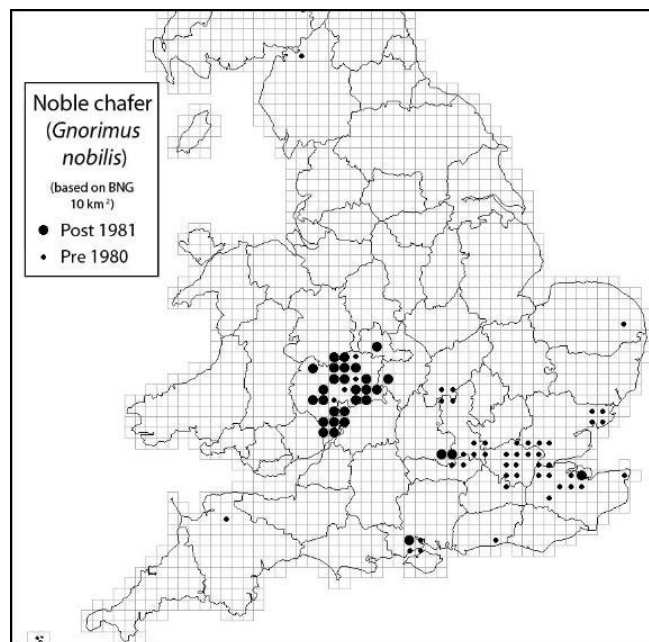 Noble chafer
(Gnorimus
nobilis)
(based on BNG
10 km²)
Post 1981
Pre 1980